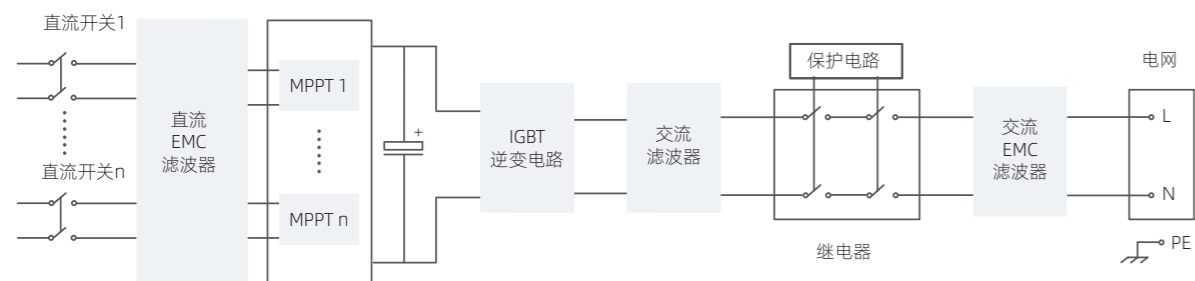 直流开关1
直流开关n
直流
EMC
滤波器
MPPT 1
MPPT n
+
IGBT
逆变电路
交流
滤波器
保护电路
继电器
交流
EMC
滤波器
电网
L
N
PE